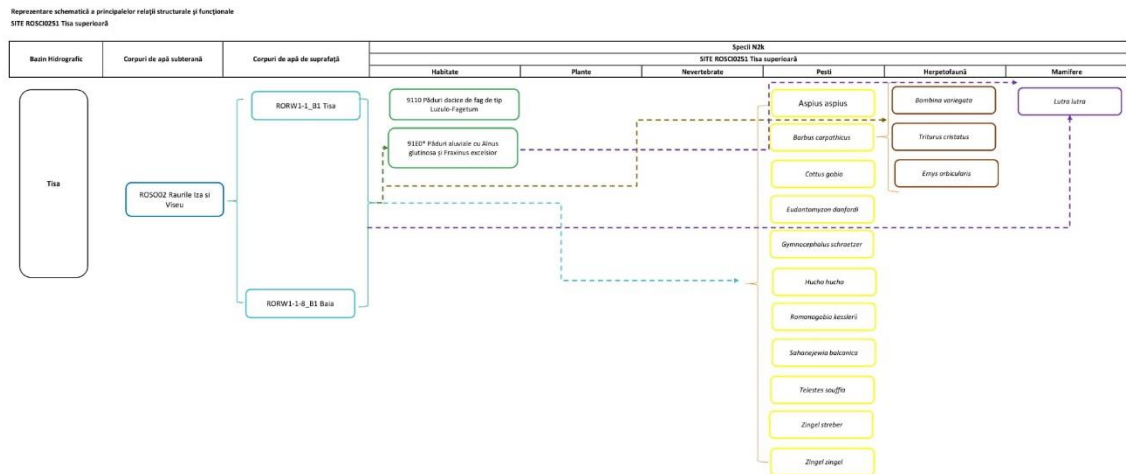 Reprezentare schematică a principalelor relații structurale și funcționale
SITE ROSCI0251 Tisa superioară
Bazin Hidrografic
Corpuri de apă subterană
Corpuri de apă de suprafață
Specii N2k
SITE ROSCI0251 Tisa superioară
Habitate
Plante
Nevertebrate
Pesti
Herpetofaună
Mamifere
Tisa
ROSO02 Raurile Iza si
Viseu
RORW1-1_B1 Tisa
RORW1-1-8_B1 Baia
9110 Păduri dacice de fag de tip
Luzulo-Fagetum
91E0* Păduri aluviale cu Alnus
glutinosa și Fraxinus excelsior
Aspius aspius
Barbus carpathicus
Cottus gobio
Eudontomyzon danfordi
Gymnocephalus schraetzer
Hucho hucho
Romanogobio kesslerii
Sabanejewia balcanica
Telestes souffia
Zingel streber
Zingel zingel
Bombina variegata
Triturus cristatus
Emys orbicularis
Lutra lutra